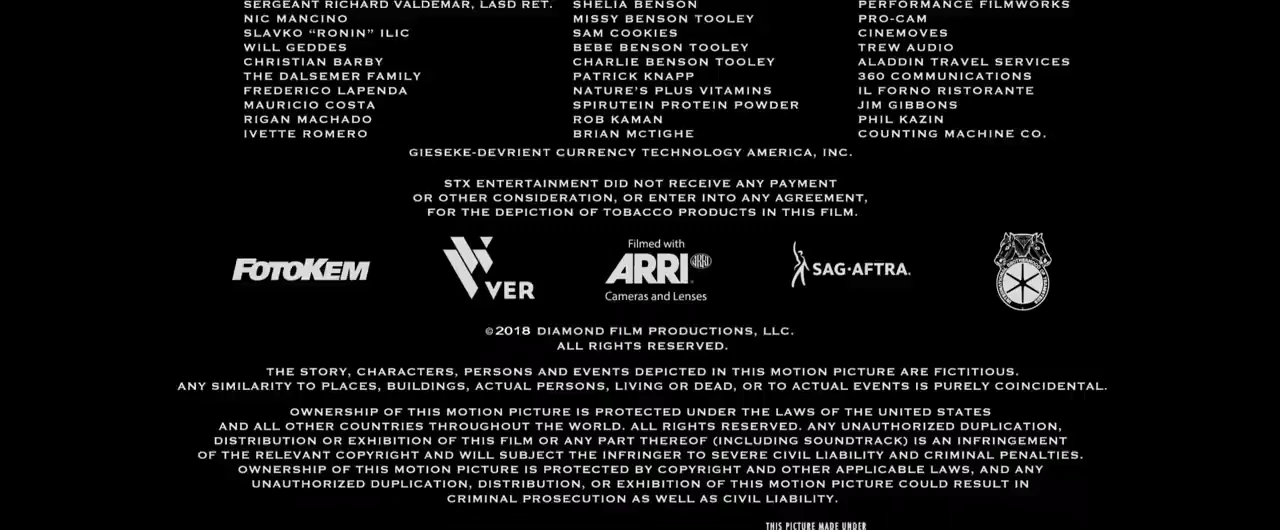 SERGEANT RICHARD VALDEMAR, LASD RET.
NIC MANCINO
SLAVKO “RONIN” ILIC
WILL GEDDES
CHRISTIAN BARBY
THE DALSEMER FAMILY
FREDERICO LAPENDA
MAURICIO COSTA
RIGAN MACHADO
IVETTE ROMERO
SHELIA BENSON
MISSY BENSON TOOLEY
SAM COOKIES
BEBE BENSON TOOLEY
CHARLIE BENSON TOOLEY
PATRICK KNAPP
NATURE'S PLUS VITAMINS
SPIRUTEIN PROTEIN POWDER
ROB KAMAN
BRIAN MCTIGHE
PERFORMANCE FILMWORKS
PRO-CAM
CINEMOVES
TREW AUDIO
ALADDIN TRAVEL SERVICES
360 COMMUNICATIONS
IL FORNO RISTORANTE
JIM GIBBONS
PHIL KAZIN
COUNTING MACHINE CO.
GIESEKE-DEVRIENT CURRENCY TECHNOLOGY AMERICA, INC.
STX ENTERTAINMENT DID NOT RECEIVE ANY PAYMENT
OR OTHER CONSIDERATION, OR ENTER INTO ANY AGREEMENT,
FOR THE DEPICTION OF TOBACCO PRODUCTS IN THIS FILM.
FOTOKEM
VER
Filmed with
ARRI ARRI
Cameras and Lenses
SAG·AFTRA.
©2018 DIAMOND FILM PRODUCTIONS, LLC.
ALL RIGHTS RESERVED.
THE STORY, CHARACTERS, PERSONS AND EVENTS DEPICTED IN THIS MOTION PICTURE ARE FICTITIOUS.
ANY SIMILARITY TO PLACES, BUILDINGS, ACTUAL PERSONS, LIVING OR DEAD, OR TO ACTUAL EVENTS IS PURELY COINCIDENTAL.
OWNERSHIP OF THIS MOTION PICTURE IS PROTECTED UNDER THE LAWS OF THE UNITED STATES
AND ALL OTHER COUNTRIES THROUGHOUT THE WORLD. ALL RIGHTS RESERVED. ANY UNAUTHORIZED DUPLICATION,
DISTRIBUTION OR EXHIBITION OF THIS FILM OR ANY PART THEREOF (INCLUDING SOUNDTRACK) IS AN INFRINGEMENT
OF THE RELEVANT COPYRIGHT AND WILL SUBJECT THE INFRINGER TO SEVERE CIVIL LIABILITY AND CRIMINAL PENALTIES.
OWNERSHIP OF THIS MOTION PICTURE IS PROTECTED BY COPYRIGHT AND OTHER APPLICABLE LAWS, AND ANY
UNAUTHORIZED DUPLICATION, DISTRIBUTION, OR EXHIBITION OF THIS MOTION PICTURE COULD RESULT IN
CRIMINAL PROSECUTION AS WELL AS CIVIL LIABILITY.
THIS PICTURE MADE UNDER